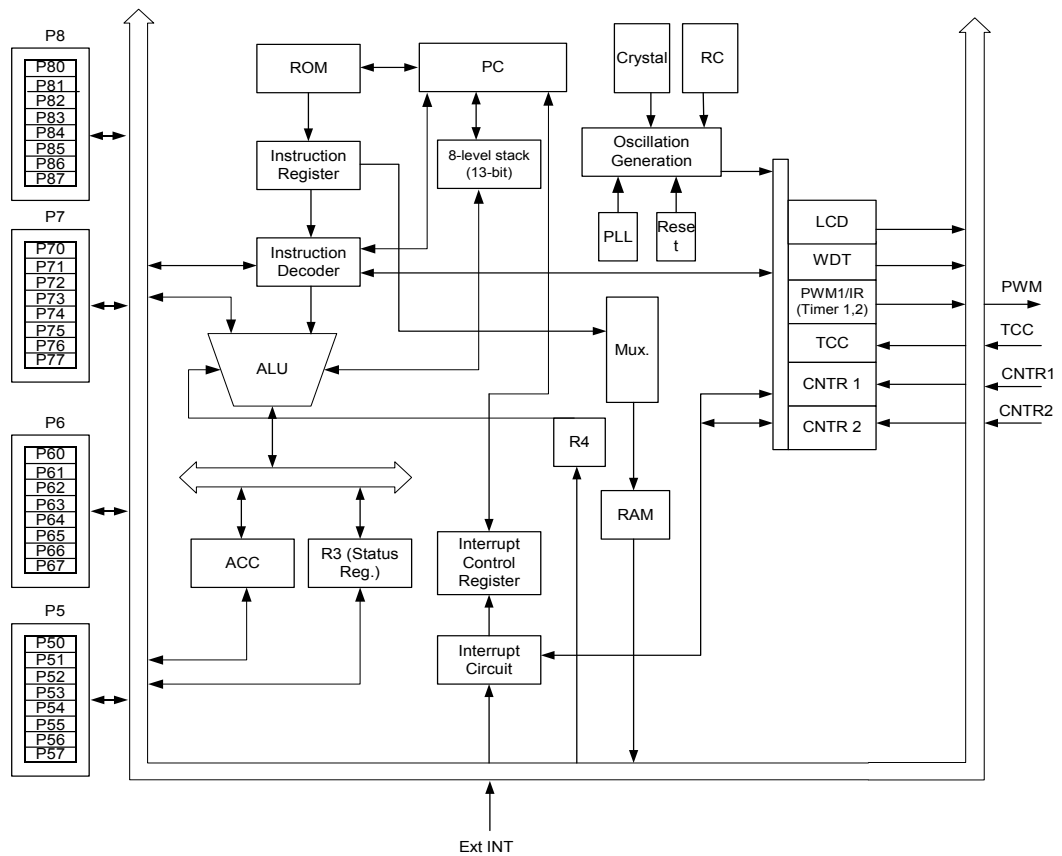 P8
P80
P81
P82
P83
P84
P85
P86
P87
P7
P70
P71
P72
P73
P74
P75
P76
P77
P6
P60
P61
P62
P63
P64
P65
P66
P67
P5
P50
P51
P52
P53
P54
P55
P56
P57
ROM
PC
Instruction
Register
8-level stack
(13-bit)
Instruction
Decoder
ALU
ACC
R3 (Status
Reg.)
Crystal
RC
Oscillation
Generation
PLL
Rese
t
Mux.
R4
RAM
Interrupt
Control
Register
Interrupt
Circuit
LCD
WDT
PWM1/IR
(Timer 1,2)
TCC
CNTR 1
CNTR 2
PWM
TCC
CNTR1
CNTR2
Ext INT